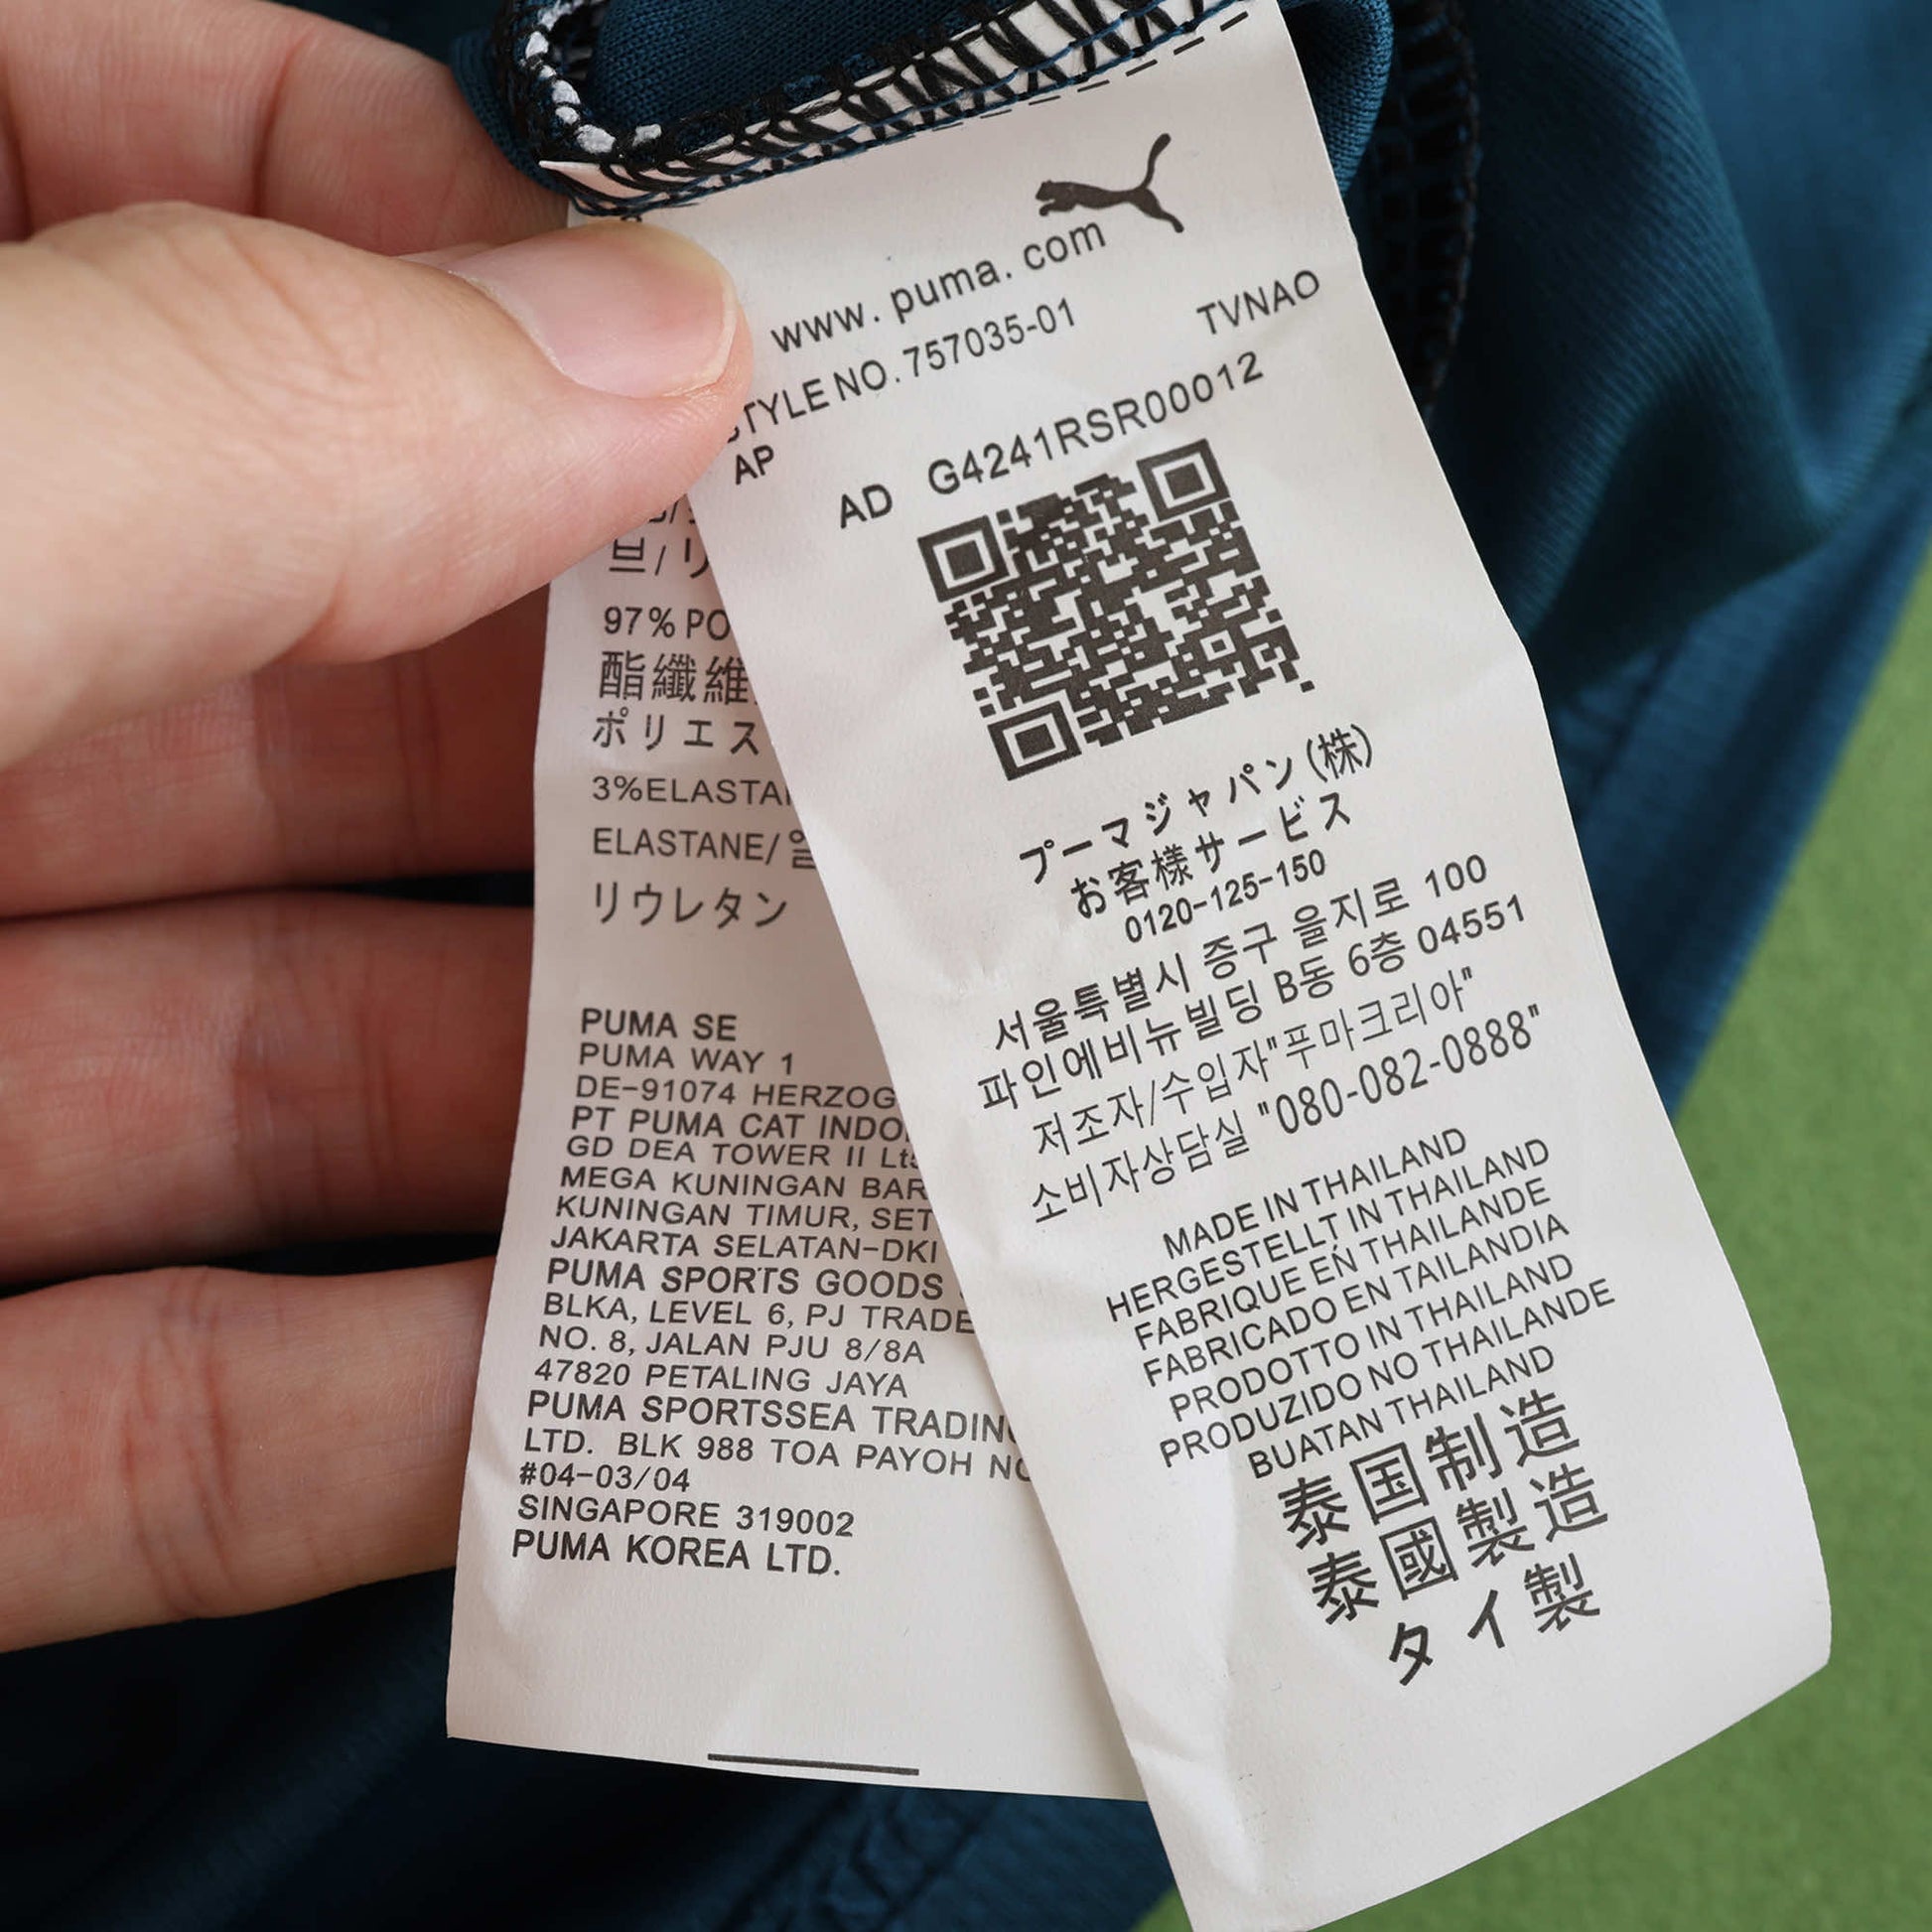 www.puma.com
STYLE NO. 757035-01
TVNAO
AP
AD G4241RSR00012
プーマジャパン(株)
お客様サービス
0120-125-150
서울특별시 증구 을지로 100
파인에비뉴빌딩 B동 6층 04551
저조자/수입자"푸마크리아"
소비자상담실 "080-082-0888"
MADE IN THAILAND
HERGESTELLT IN THAILAND
FABRIQUE EN THAILANDE
FABRICADO EN TAILANDIA
PRODOTTO IN THAILAND
PRODUZIDO NO THAILANDE
BUATAN THAILAND
泰国制造
泰國製造
タイ製
97% PO
酯纖維
ポリエス
3%ELASTA
ELASTANE/
リウレタン
PUMA SE
PUMA WAY 1
DE-91074 HERZOG
PT PUMA CAT INDO
GD DEA TOWER II Lts
MEGA KUNINGAN BAR
KUNINGAN TIMUR, SET
JAKARTA SELATAN-DKI
PUMA SPORTS GOODS
BLKA, LEVEL 6, PJ TRADE
NO. 8, JALAN PJU 8/8A
47820 PETALING JAYA
PUMA SPORTSSEA TRADIN
LTD. BLK 988 TOA PAYOH NO
#04-03/04
SINGAPORE 319002
PUMA KOREA LTD.